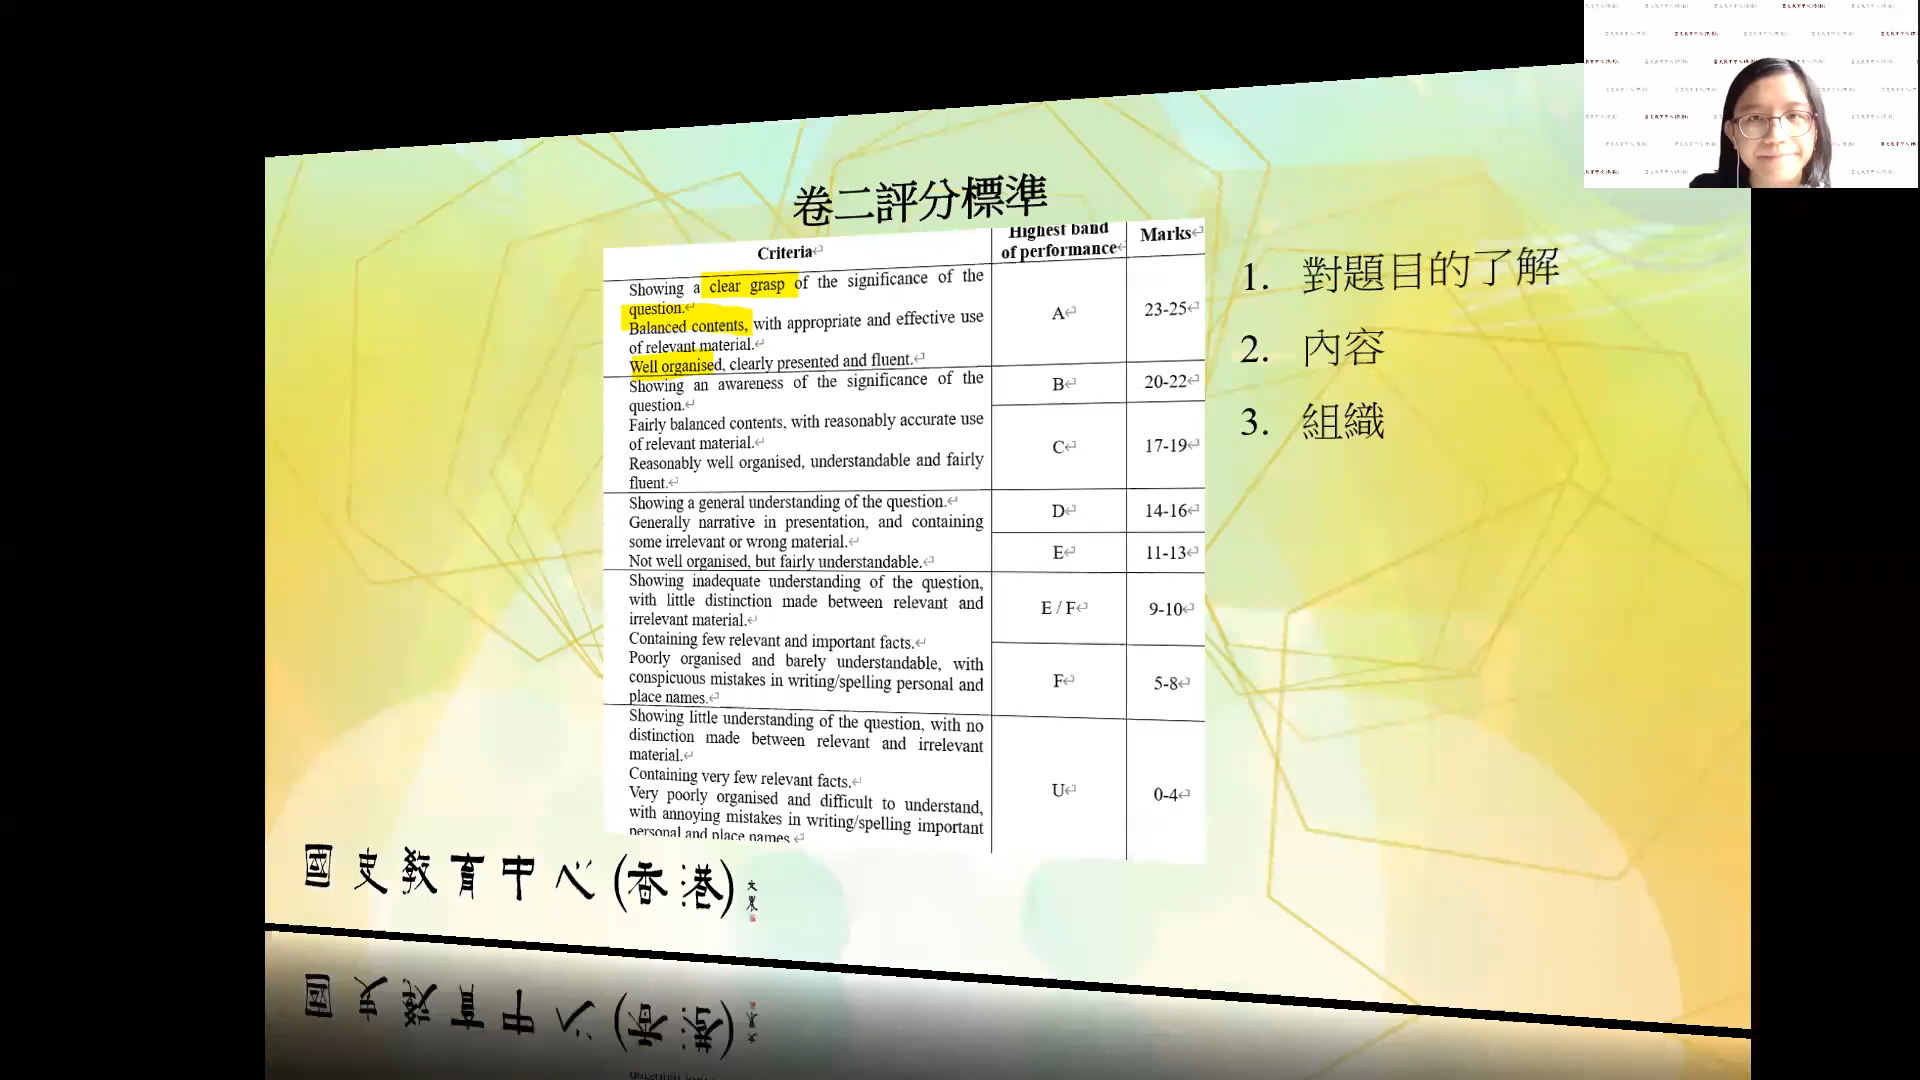 卷二評分標準
Criteria
Highest band
of performance
Marks
Showing a clear grasp of the significance of the
question.
Balanced contents, with appropriate and effective use
of relevant material.
Well organised, clearly presented and fluent.
A
23-25
Showing an awareness of the significance of the
question.
Fairly balanced contents, with reasonably accurate use
of relevant material.
Reasonably well organised, understandable and fairly
fluent.
B
20-22
C
17-19
Showing a general understanding of the question.
Generally narrative in presentation, and containing
some irrelevant or wrong material.
Not well organised, but fairly understandable.
D
14-16
E
11-13
Showing inadequate understanding of the question,
with little distinction made between relevant and
irrelevant material.
Containing few relevant and important facts.
Poorly organised and barely understandable, with
conspicuous mistakes in writing/spelling personal and
place names.
E / F
9-10
F
5-8
Showing little understanding of the question, with no
distinction made between relevant and irrelevant
material.
Containing very few relevant facts.
Very poorly organised and difficult to understand,
with annoying mistakes in writing/spelling important
personal and place names
U
0-4
1. 對題目的了解
2. 內容
3. 組織
國史教育中心(香港)